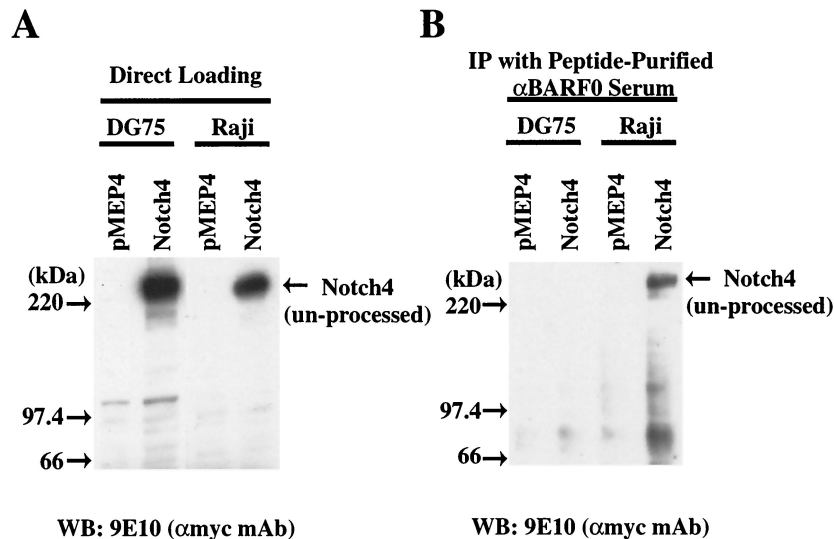 A
Direct Loading
DG75 Raji
pMEP4 Notch4 pMEP4 Notch4
(kDa)
220→
97.4→
66→
← Notch4
(un-processed)
WB: 9E10 (αmyc mAb)
B
IP with Peptide-Purified
αBARF0 Serum
DG75 Raji
pMEP4 Notch4 pMEP4 Notch4
(kDa)
220→
97.4→
66→
← Notch4
(un-processed)
WB: 9E10 (αmyc mAb)